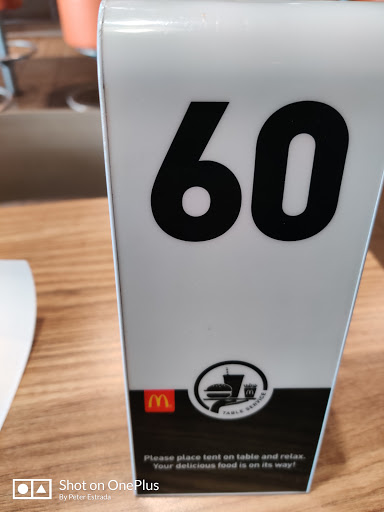 60
M
TABLE SERVICE
Please place tent on table and relax.
Your delicious food is on its way!
Shot on OnePlus
By Peter Estrada